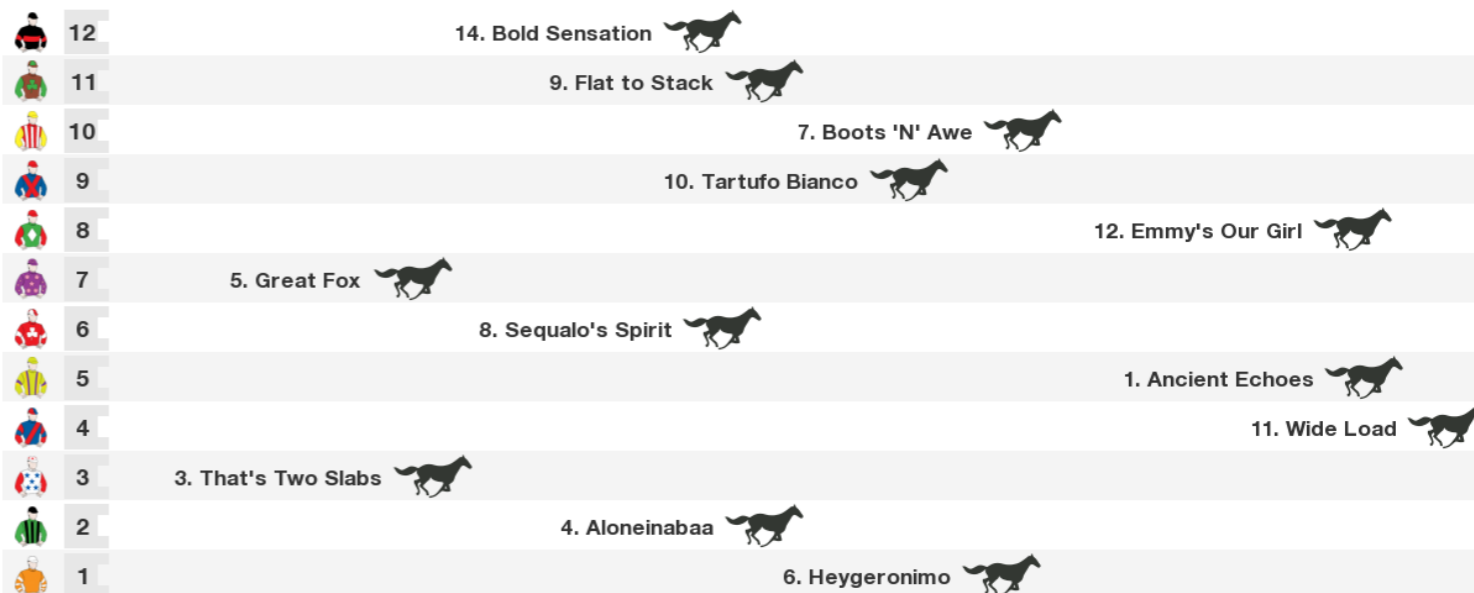 12 14. Bold Sensation
11 9. Flat to Stack
10 7. Boots 'N' Awe
9 10. Tartufo Bianco
8 12. Emmy's Our Girl
7 5. Great Fox
6 8. Sequalo's Spirit
5 1. Ancient Echoes
4 11. Wide Load
3 3. That's Two Slabs
2 4. Aloneinabaa
1 6. Heygeronimo